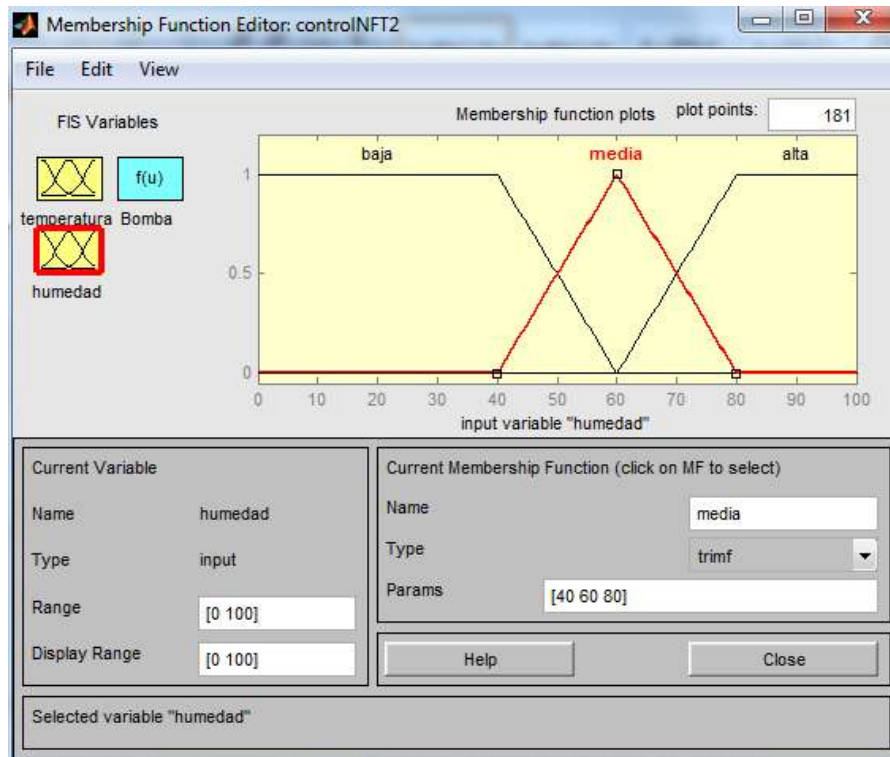 Membership Function Editor: controlNFT2
File Edit View
FIS Variables
Membership function plots plot points: 181
f(u)
temperatura Bomba
humedad
baja media alta
1
0.5
0
0 10 20 30 40 50 60 70 80 90 100
input variable "humedad"
Current Variable
Name humedad
Type input
Range [0 100]
Display Range [0 100]
Current Membership Function (click on MF to select)
Name media
Type trimf
Params [40 60 80]
Help Close
Selected variable "humedad"